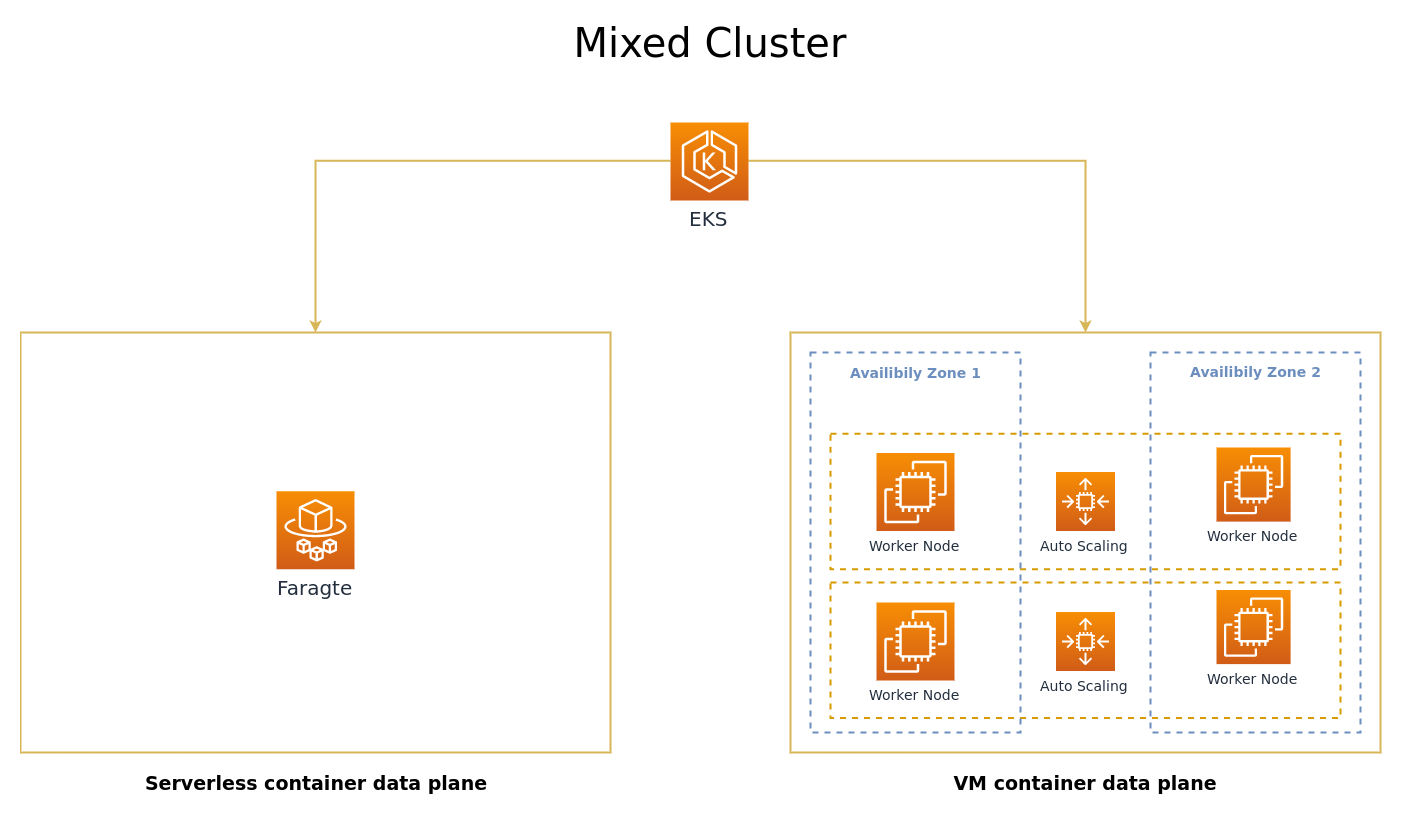 Mixed Cluster
EKS
Availibily Zone 1
Availibily Zone 2
Worker Node
Auto Scaling
Worker Node
Faragte
Worker Node
Auto Scaling
Worker Node
Serverless container data plane
VM container data plane